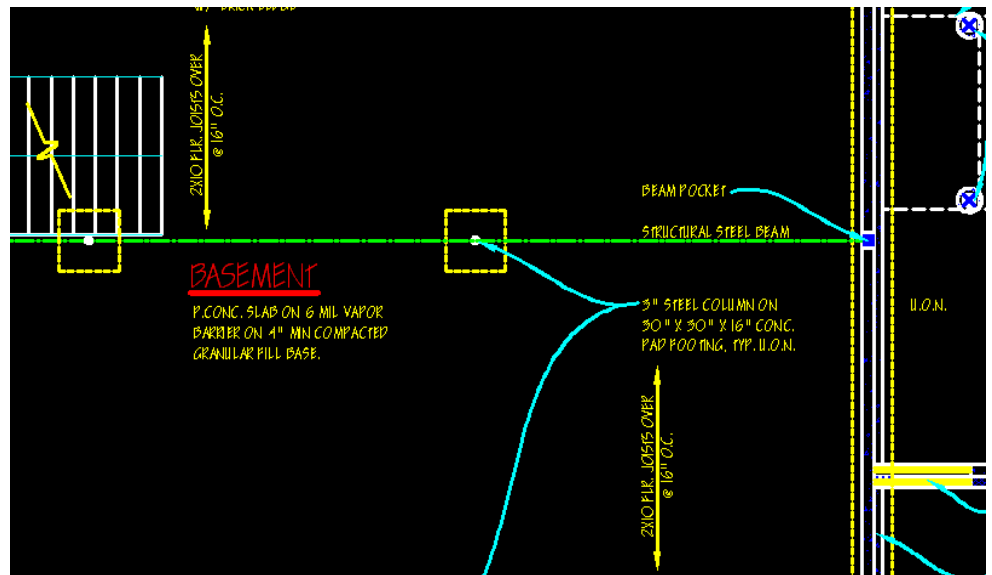 W/ BRICK LEDGE
2X10 FLR. JOISTS OVER
@ 16" O.C.
BEAM POCKET
STRUCTURAL STEEL BEAM
BASEMENT
P.CONC. SLAB ON 6 MIL VAPOR
BARRIER ON 4" MIN COMPACTED
GRANULAR FILL BASE.
3" STEEL COLUMN ON
30" X 30" X 16" CONC.
PAD FOOTING, TYP. U.O.N.
U.O.N.
2X10 FLR. JOISTS OVER
@ 16" O.C.